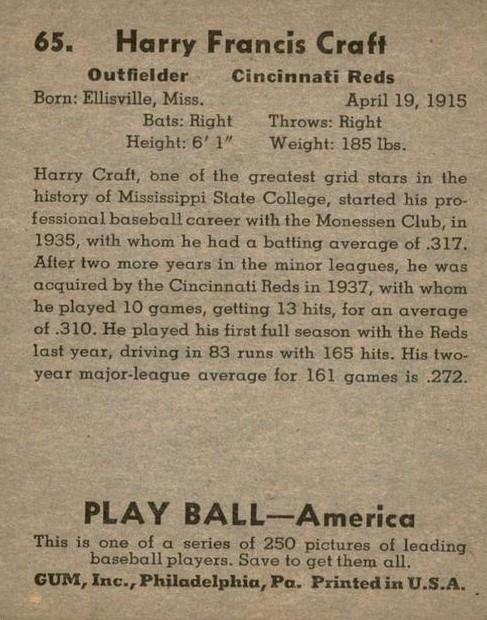 65. Harry Francis Craft
Outfielder Cincinnati Reds
Born: Ellisville, Miss. April 19, 1915
Bats: Right Throws: Right
Height: 6' 1" Weight: 185 lbs.
Harry Craft, one of the greatest grid stars in the
history of Mississippi State College, started his pro-
fessional baseball career with the Monessen Club, in
1935, with whom he had a batting average of .317.
After two more years in the minor leagues, he was
acquired by the Cincinnati Reds in 1937, with whom
he played 10 games, getting 13 hits, for an average
of .310. He played his first full season with the Reds
last year, driving in 83 runs with 165 hits. His two-
year major-league average for 161 games is .272.
PLAY BALL—America
This is one of a series of 250 pictures of leading
baseball players. Save to get them all.
GUM, Inc., Philadelphia, Pa. Printed in U.S.A.